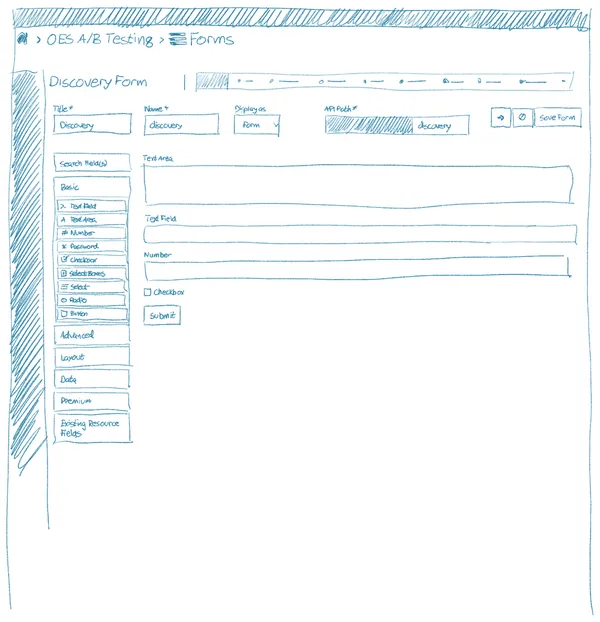 > OES A/B Testing > Forms
Discovery Form
Title *
Name *
Display as
API Path *
Discovery
discovery
Form
discovery
Save Form
Search field(s)
Basic
Text Field
Text Area
Number
Password
Checkbox
Select Boxes
Select
Radio
Button
Advanced
Layout
Data
Premium
Existing Resource
Fields
Text Area
Text Field
Number
Checkbox
Submit